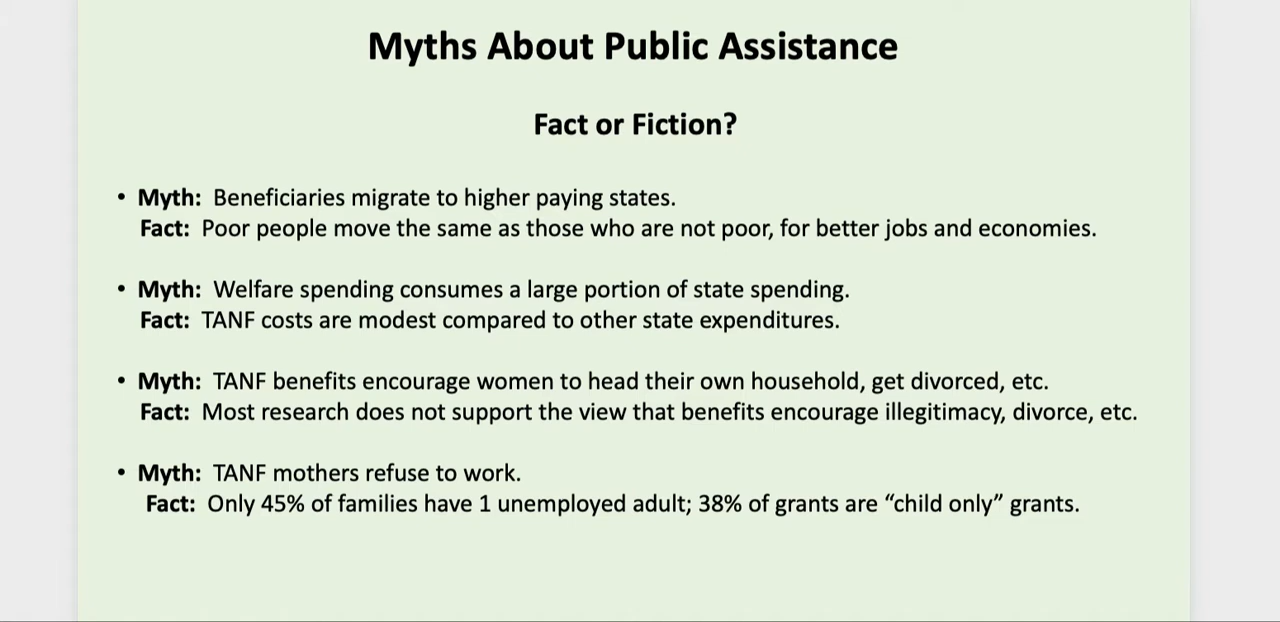 Myths About Public Assistance
Fact or Fiction?
• Myth: Beneficiaries migrate to higher paying states.
Fact: Poor people move the same as those who are not poor, for better jobs and economies.
• Myth: Welfare spending consumes a large portion of state spending.
Fact: TANF costs are modest compared to other state expenditures.
• Myth: TANF benefits encourage women to head their own household, get divorced, etc.
Fact: Most research does not support the view that benefits encourage illegitimacy, divorce, etc.
• Myth: TANF mothers refuse to work.
Fact: Only 45% of families have 1 unemployed adult; 38% of grants are “child only” grants.